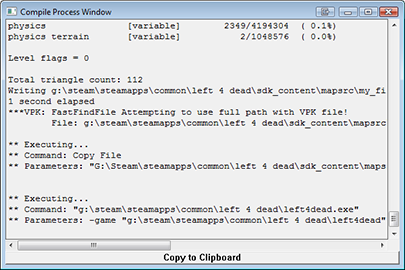 Compile Process Window
physics [variable] 2349/4194304 ( 0.1%)
physics terrain [variable] 2/1048576 ( 0.0%)
Level flags = 0
Total triangle count: 112
Writing g:\steam\steamapps\common\left 4 dead\sdk_content\mapsrc\my_fi
1 second elapsed
***VPK: FastFindFile Attempting to use full path with VPK file!
File: g:\steam\steamapps\common\left 4 dead\sdk_content\mapsrc
** Executing...
** Command: Copy File
** Parameters: "G:\Steam\steamapps\common\left 4 dead\sdk_content\maps
** Executing...
** Command: "g:\steam\steamapps\common\left 4 dead\left4dead.exe"
** Parameters: -game "g:\steam\steamapps\common\left 4 dead\left4dead"
Copy to Clipboard